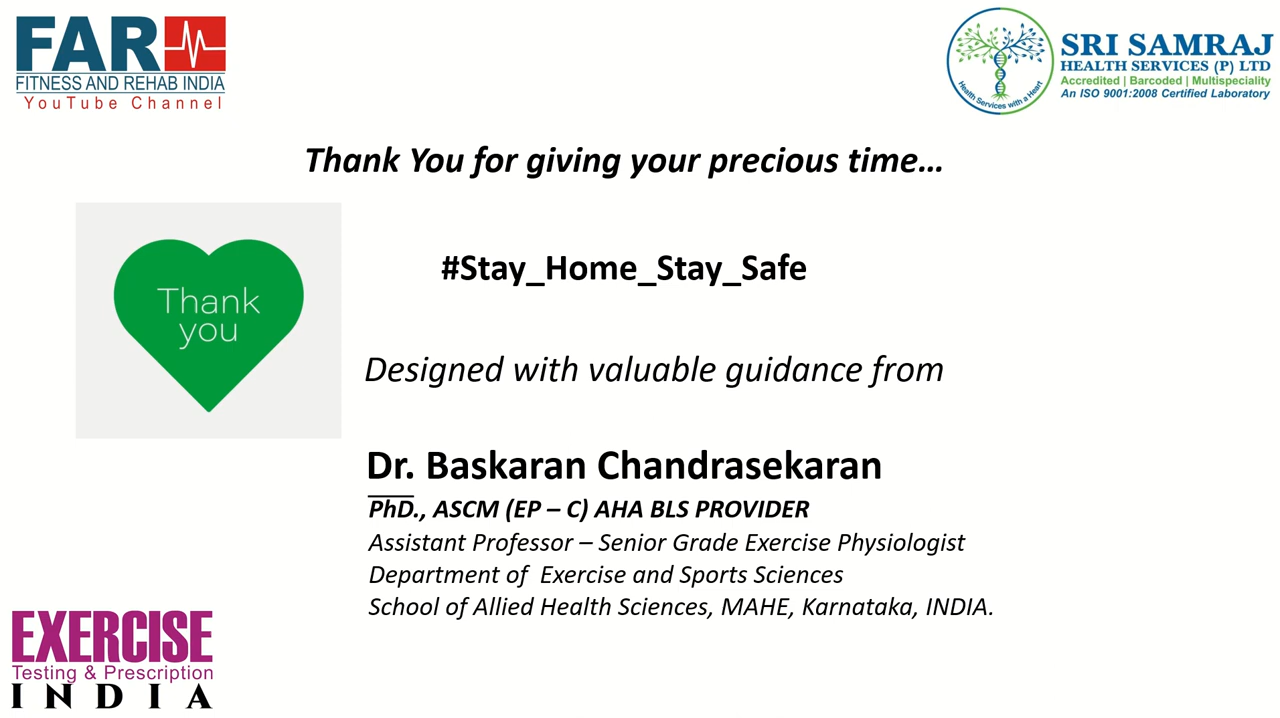 FAR
FITNESS AND REHAB INDIA
YouTube Channel
SRI SAMRAJ
HEALTH SERVICES (P) LTD
Accredited | Barcoded | Multispeciality
An ISO 9001:2008 Certified Laboratory
Health Services with a Heart
Thank You for giving your precious time...
Thank
you
#Stay_Home_Stay_Safe
Designed with valuable guidance from
Dr. Baskaran Chandrasekaran
PhD., ASCM (EP – C) AHA BLS PROVIDER
Assistant Professor – Senior Grade Exercise Physiologist
Department of Exercise and Sports Sciences
School of Allied Health Sciences, MAHE, Karnataka, INDIA.
EXERCISE
Testing & Prescription
INDIA